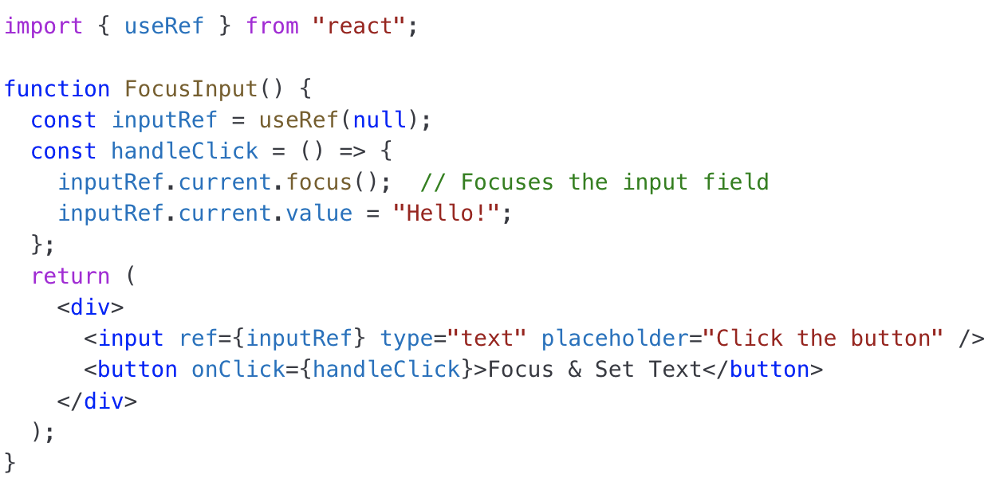 import { useRef } from "react";

function FocusInput() {
  const inputRef = useRef(null);
  const handleClick = () => {
    inputRef.current.focus();  // Focuses the input field
    inputRef.current.value = "Hello!";
  };
  return (
    <div>
      <input ref={inputRef} type="text" placeholder="Click the button" />
      <button onClick={handleClick}>Focus & Set Text</button>
    </div>
  );
}